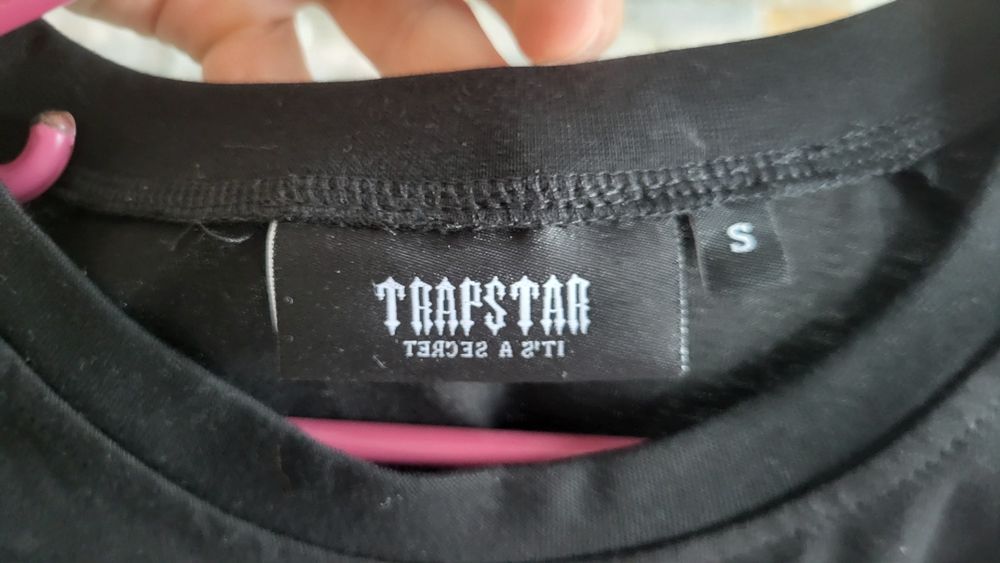 TRAPSTAR
IT'S A SECRET
S